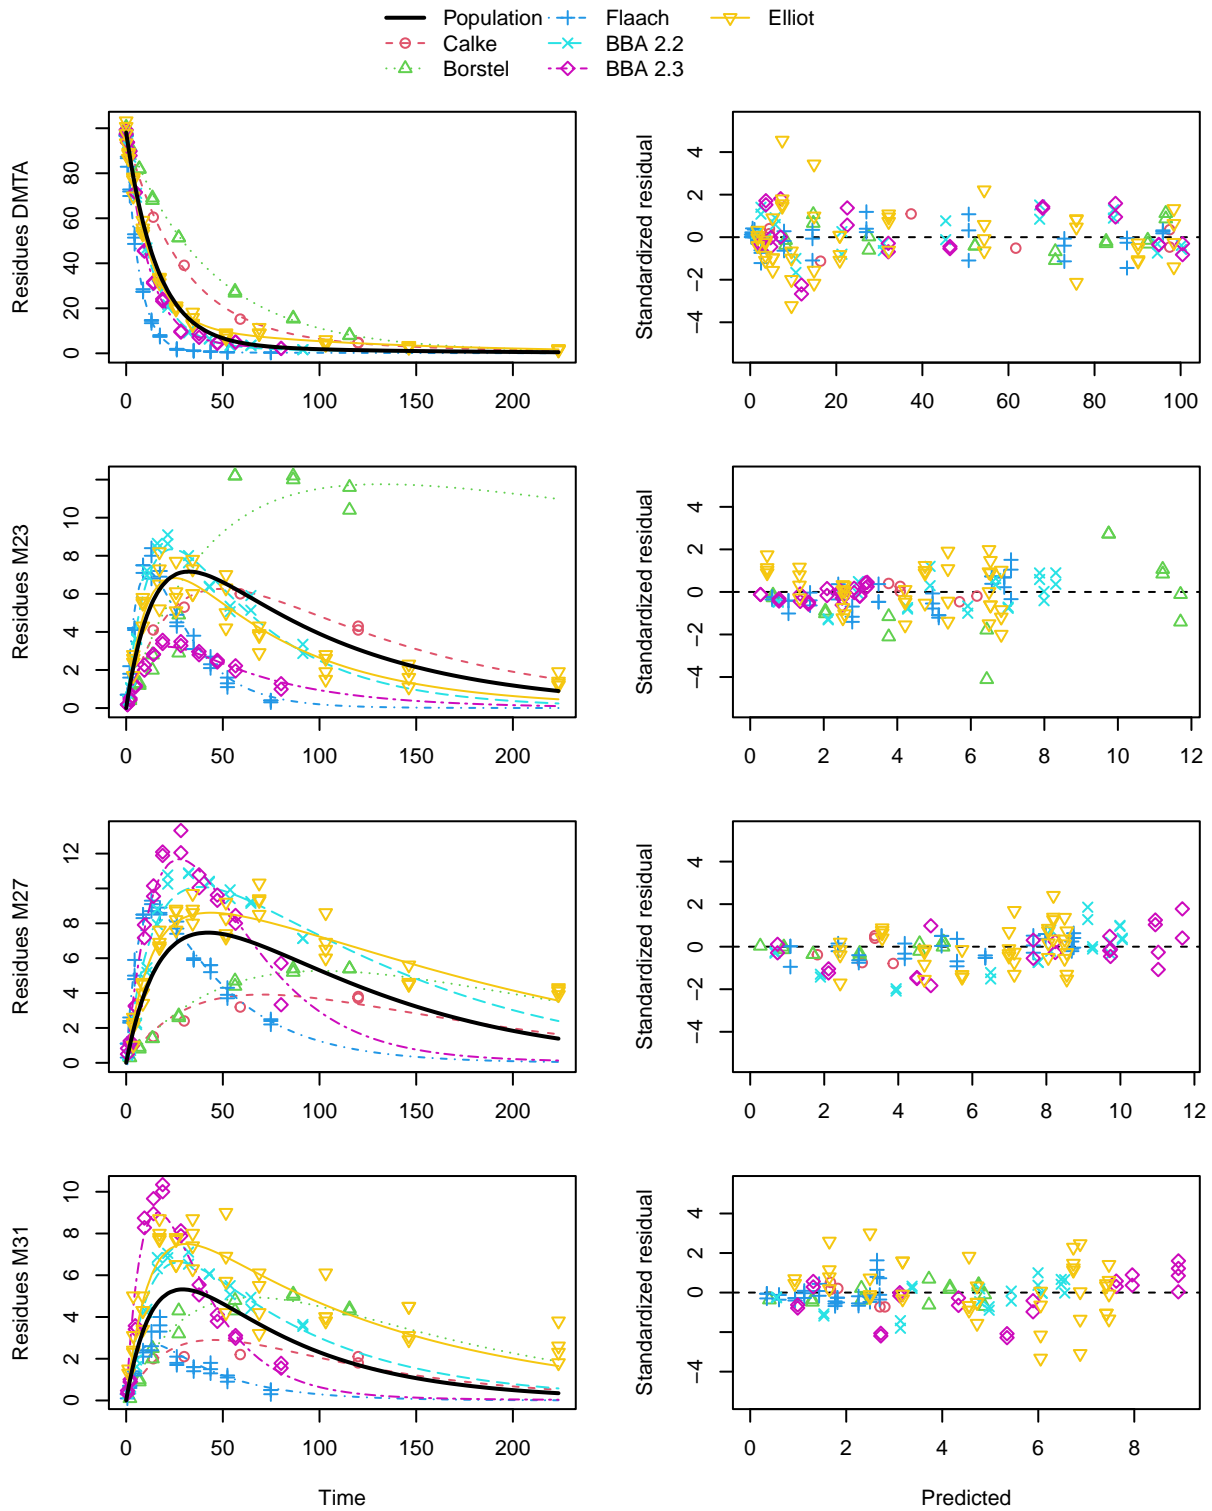 Population Flaach Elliot
Calke BBA 2.2
Borstel BBA 2.3
Residues DMTA
0 20 40 60 80
0 50 100 150 200
Standardized residual
−4 −2 0 2 4
0 20 40 60 80 100
Residues M23
0 2 4 6 8 10
0 50 100 150 200
Standardized residual
−4 −2 0 2 4
0 2 4 6 8 10 12
Residues M27
0 2 4 6 8 10 12
0 50 100 150 200
Standardized residual
−4 −2 0 2 4
0 2 4 6 8 10 12
Residues M31
0 2 4 6 8 10
0 50 100 150 200
Time
Standardized residual
−4 −2 0 2 4
0 2 4 6 8
Predicted